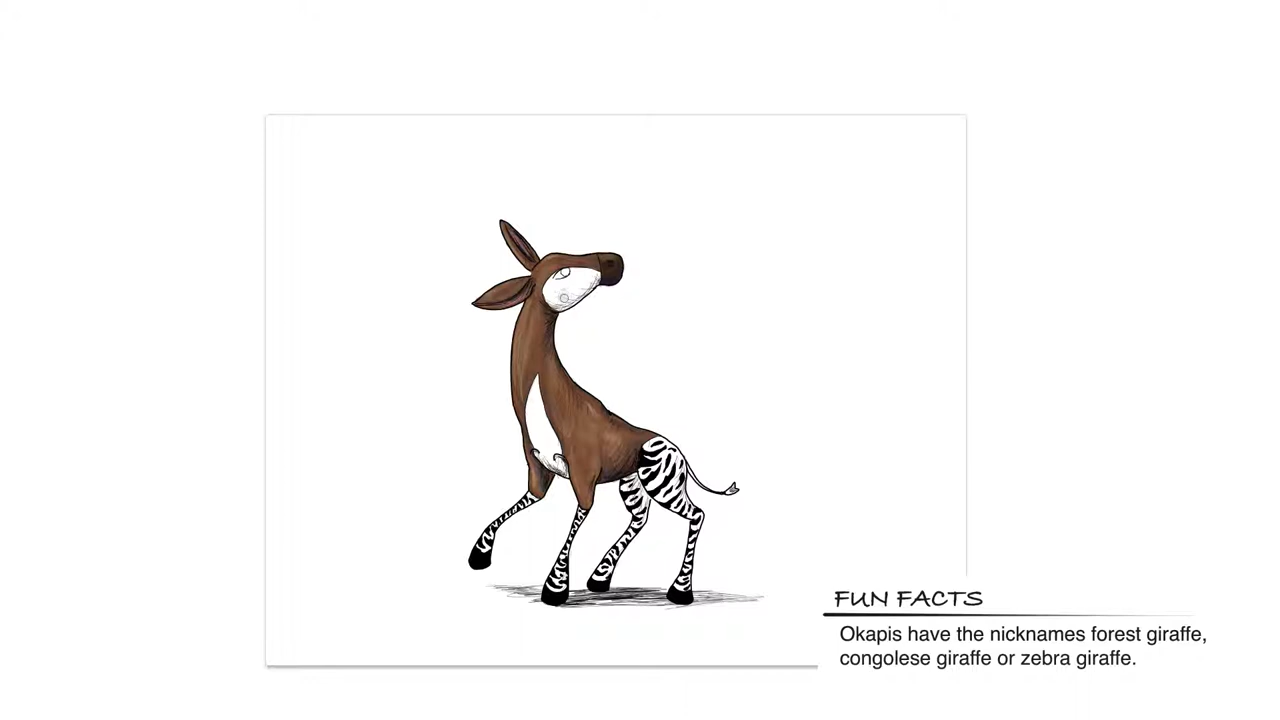 FUN FACTS
Okapis have the nicknames forest giraffe,
congolese giraffe or zebra giraffe.